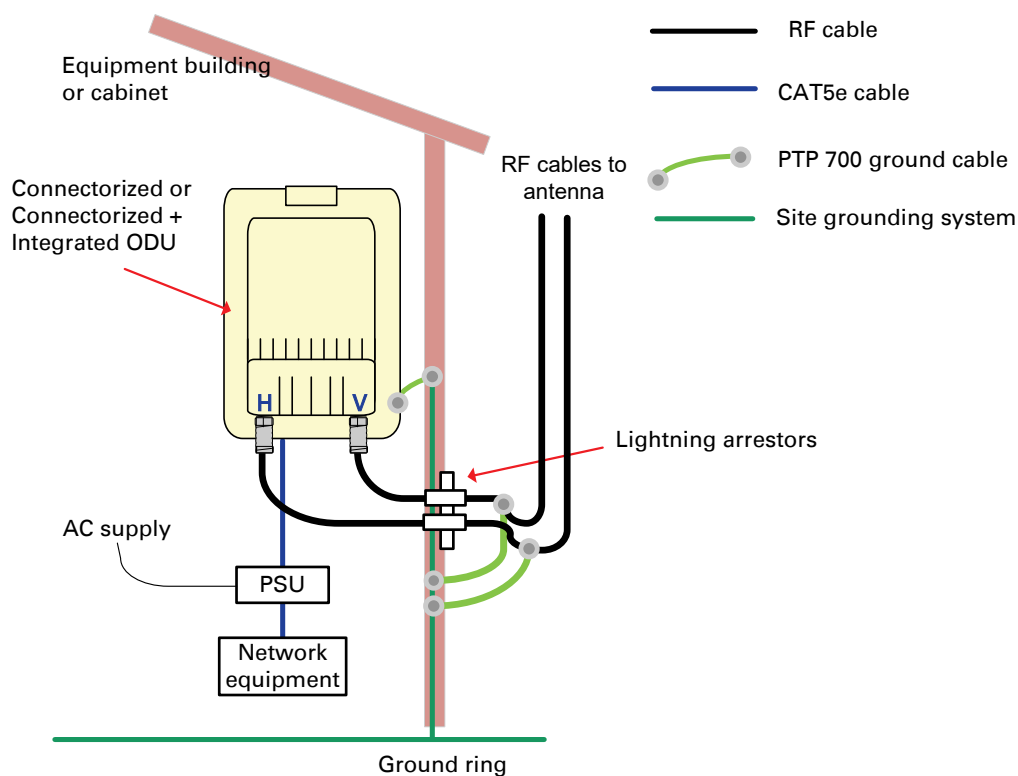 Equipment building
or cabinet
RF cable
CAT5e cable
PTP 700 ground cable
Site grounding system
RF cables to
antenna
Connectorized or
Connectorized +
Integrated ODU
H
V
Lightning arrestors
AC supply
PSU
Network
equipment
Ground ring